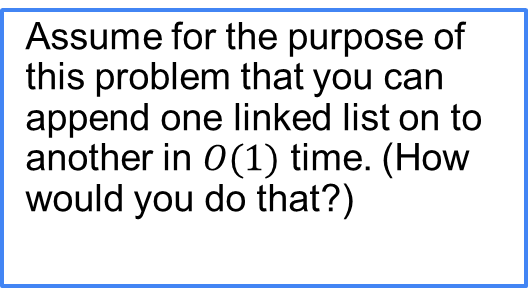 Assume for the purpose of
this problem that you can
append one linked list on to
another in O(1) time. (How
would you do that?)